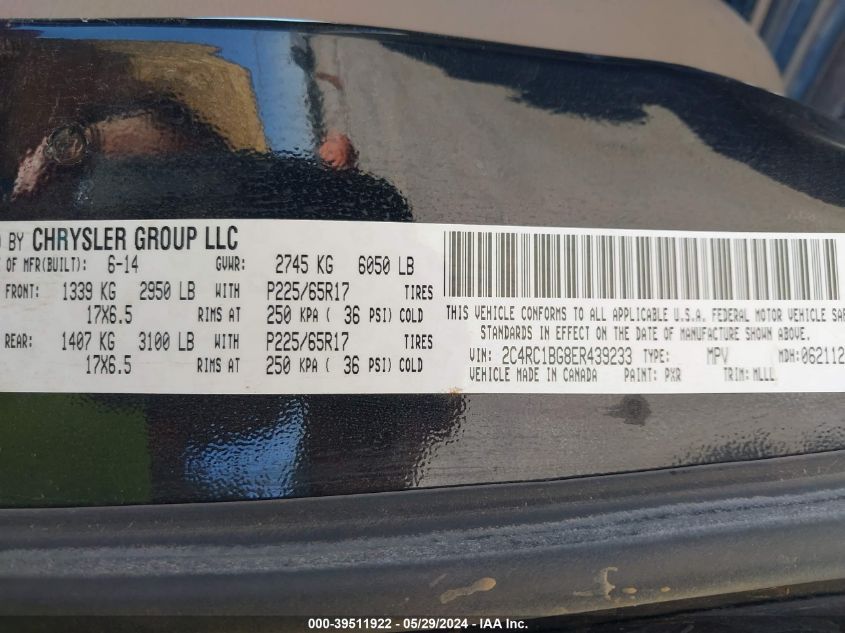 BY CHRYSLER GROUP LLC
OF MFR(BUILT): 6-14 GVWR: 2745 KG 6050 LB
FRONT: 1339 KG 2950 LB WITH P225/65R17 TIRES
17X6.5 RIMS AT 250 KPA ( 36 PSI) COLD
REAR: 1407 KG 3100 LB WITH P225/65R17 TIRES
17X6.5 RIMS AT 250 KPA ( 36 PSI) COLD
THIS VEHICLE CONFORMS TO ALL APPLICABLE U.S.A. FEDERAL MOTOR VEHICLE SAF
STANDARDS IN EFFECT ON THE DATE OF MANUFACTURE SHOWN ABOVE.
VIN: 2C4RC1BG8ER439233 TYPE: MPV MDH:062112
VEHICLE MADE IN CANADA PAINT: PXR TRIM: MLLL
000-39511922 - 05/29/2024 - IAA Inc.